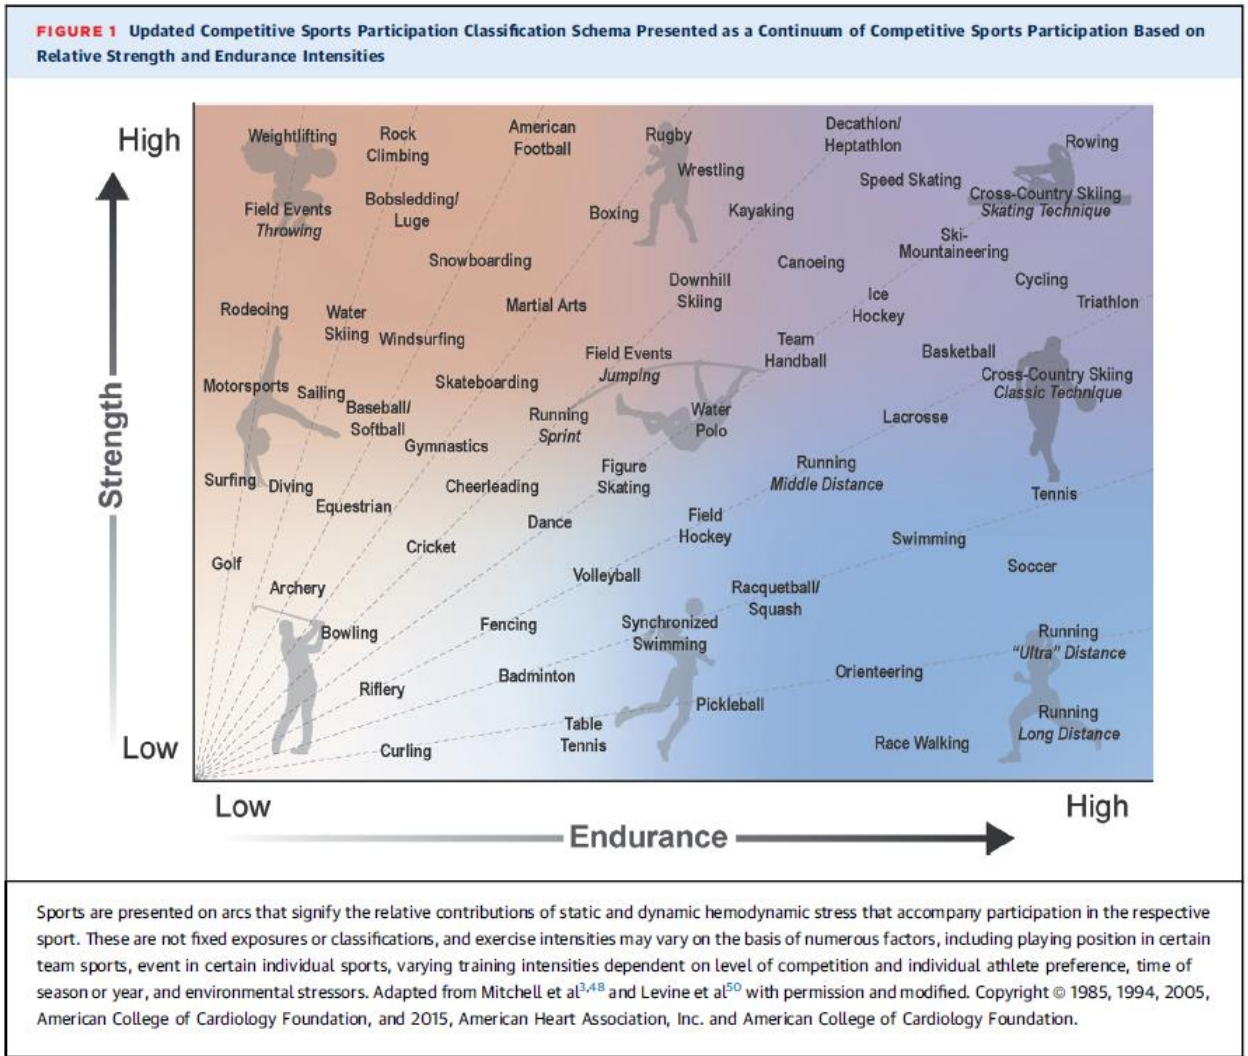 FIGURE 1 Updated Competitive Sports Participation Classification Schema Presented as a Continuum of Competitive Sports Participation Based on
Relative Strength and Endurance Intensities
High
Strength
Low
Weightlifting
Rock
Climbing
American
Football
Rugby
Decathlon/
Heptathlon
Rowing
Wrestling
Speed Skating
Cross-Country Skiing
Skating Technique
Field Events
Throwing
Bobsledding/
Luge
Boxing
Kayaking
Ski-
Mountaineering
Snowboarding
Canoeing
Downhill
Skiing
Cycling
Rodeoing
Water
Skiing
Martial Arts
Ice
Hockey
Triathlon
Windsurfing
Team
Handball
Field Events
Jumping
Basketball
Motorsports
Sailing
Skateboarding
Cross-Country Skiing
Classic Technique
Baseball/
Softball
Running
Sprint
Water
Polo
Lacrosse
Gymnastics
Surfing
Diving
Cheerleading
Figure
Skating
Running
Middle Distance
Tennis
Equestrian
Dance
Field
Hockey
Swimming
Cricket
Golf
Soccer
Archery
Volleyball
Racquetball/
Squash
Bowling
Fencing
Synchronized
Swimming
Running
"Ultra" Distance
Riflery
Badminton
Orienteering
Pickleball
Curling
Table
Tennis
Race Walking
Running
Long Distance
Low
High
Endurance
Sports are presented on arcs that signify the relative contributions of static and dynamic hemodynamic stress that accompany participation in the respective
sport. These are not fixed exposures or classifications, and exercise intensities may vary on the basis of numerous factors, including playing position in certain
team sports, event in certain individual sports, varying training intensities dependent on level of competition and individual athlete preference, time of
season or year, and environmental stressors. Adapted from Mitchell et al3,48 and Levine et al50 with permission and modified. Copyright © 1985, 1994, 2005,
American College of Cardiology Foundation, and 2015, American Heart Association, Inc. and American College of Cardiology Foundation.